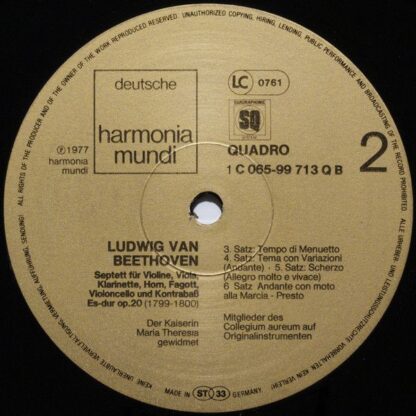 ALL RIGHTS OF THE PRODUCER AND OF THE OWNER OF THE WORK REPRODUCED RESERVED. UNAUTHORIZED COPYING, HIRING, LENDING, PUBLIC PERFORMANCE AND BROADCASTING OF THE RECORD PROHIBITED
deutsche
harmonia
mundi
LC 0761
QUADRAPHONIC
SQ
QUADRO
1 C 065-99 713 Q B
2
℗ 1977
harmonia
mundi
LUDWIG VAN
BEETHOVEN
Septett für Violine, Viola,
Klarinette, Horn, Fagott,
Violoncello und Kontrabaß
Es-dur op.20 (1799-1800)
Der Kaiserin
Maria Theresia
gewidmet
3. Satz: Tempo di Menuetto
4. Satz: Tema con Variazioni
(Andante) - 5. Satz: Scherzo
(Allegro molto e vivace)
6. Satz Andante con moto
alla Marcia - Presto
Mitglieder des
Collegium aureum auf
Originalinstrumenten
MADE IN ST 33 GERMANY